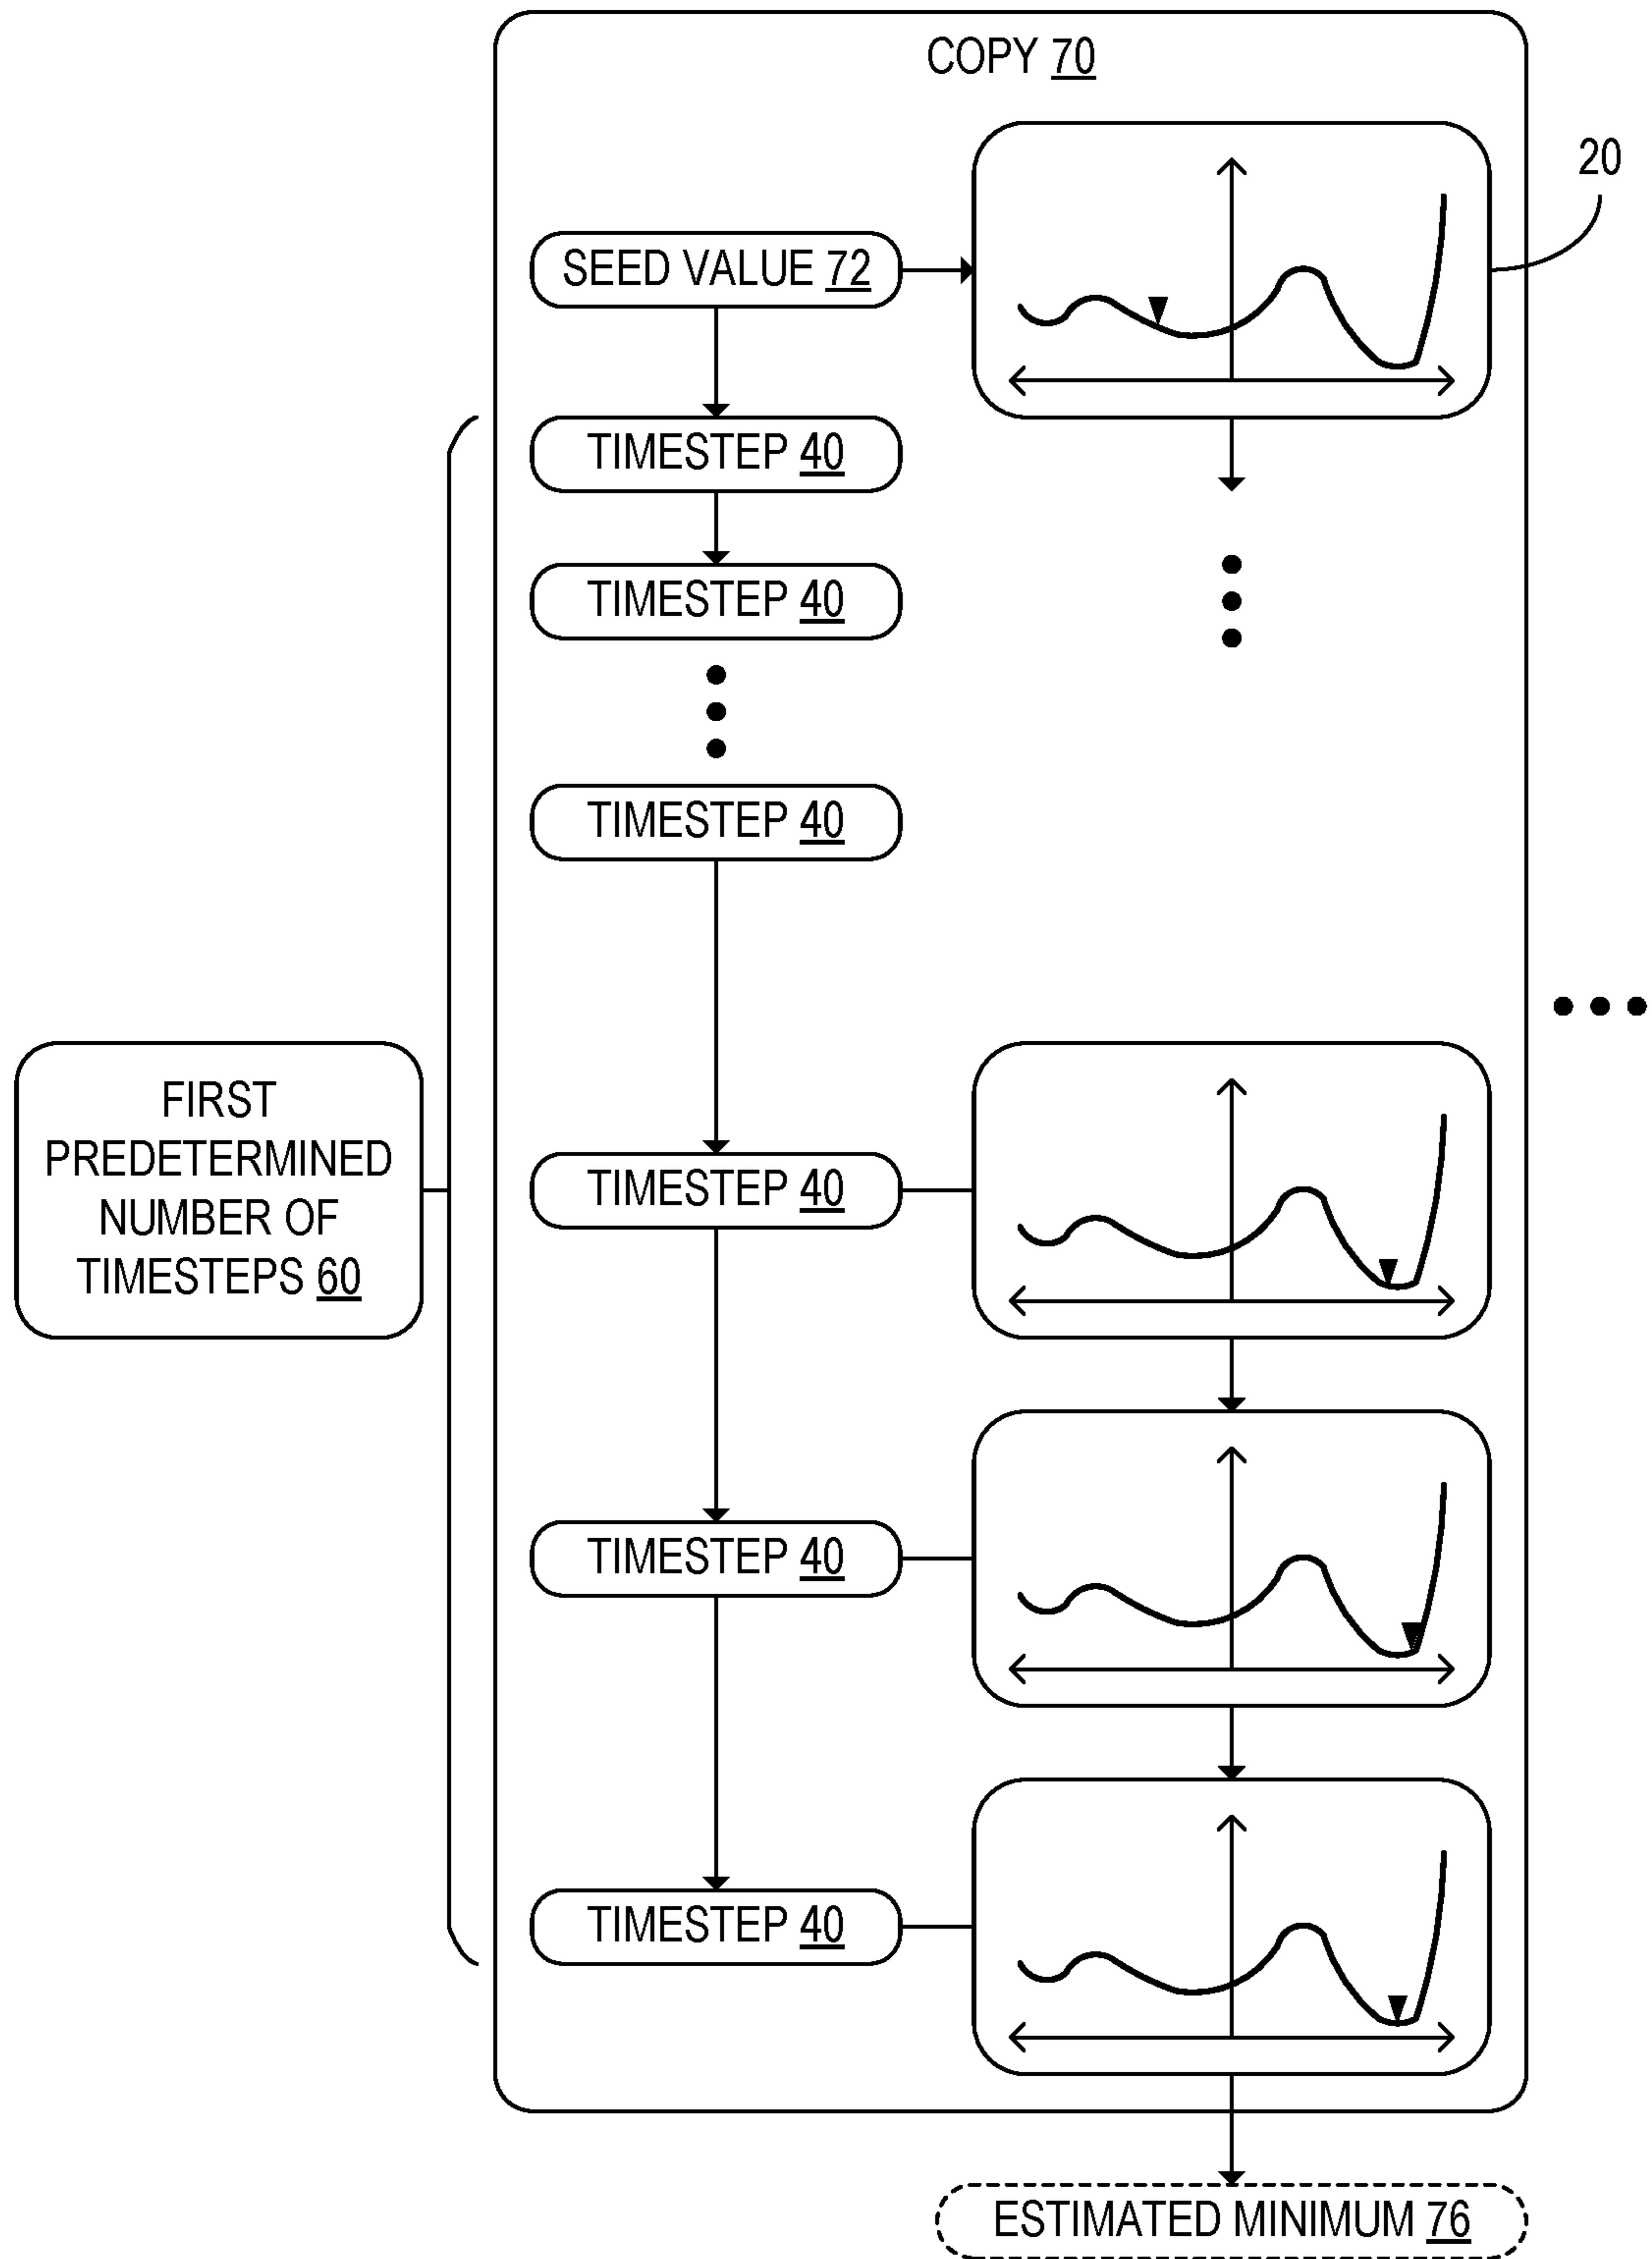 COPY 70
20
SEED VALUE 72
TIMESTEP 40
TIMESTEP 40
TIMESTEP 40
FIRST
PREDETERMINED
NUMBER OF
TIMESTEPS 60
TIMESTEP 40
TIMESTEP 40
TIMESTEP 40
ESTIMATED MINIMUM 76